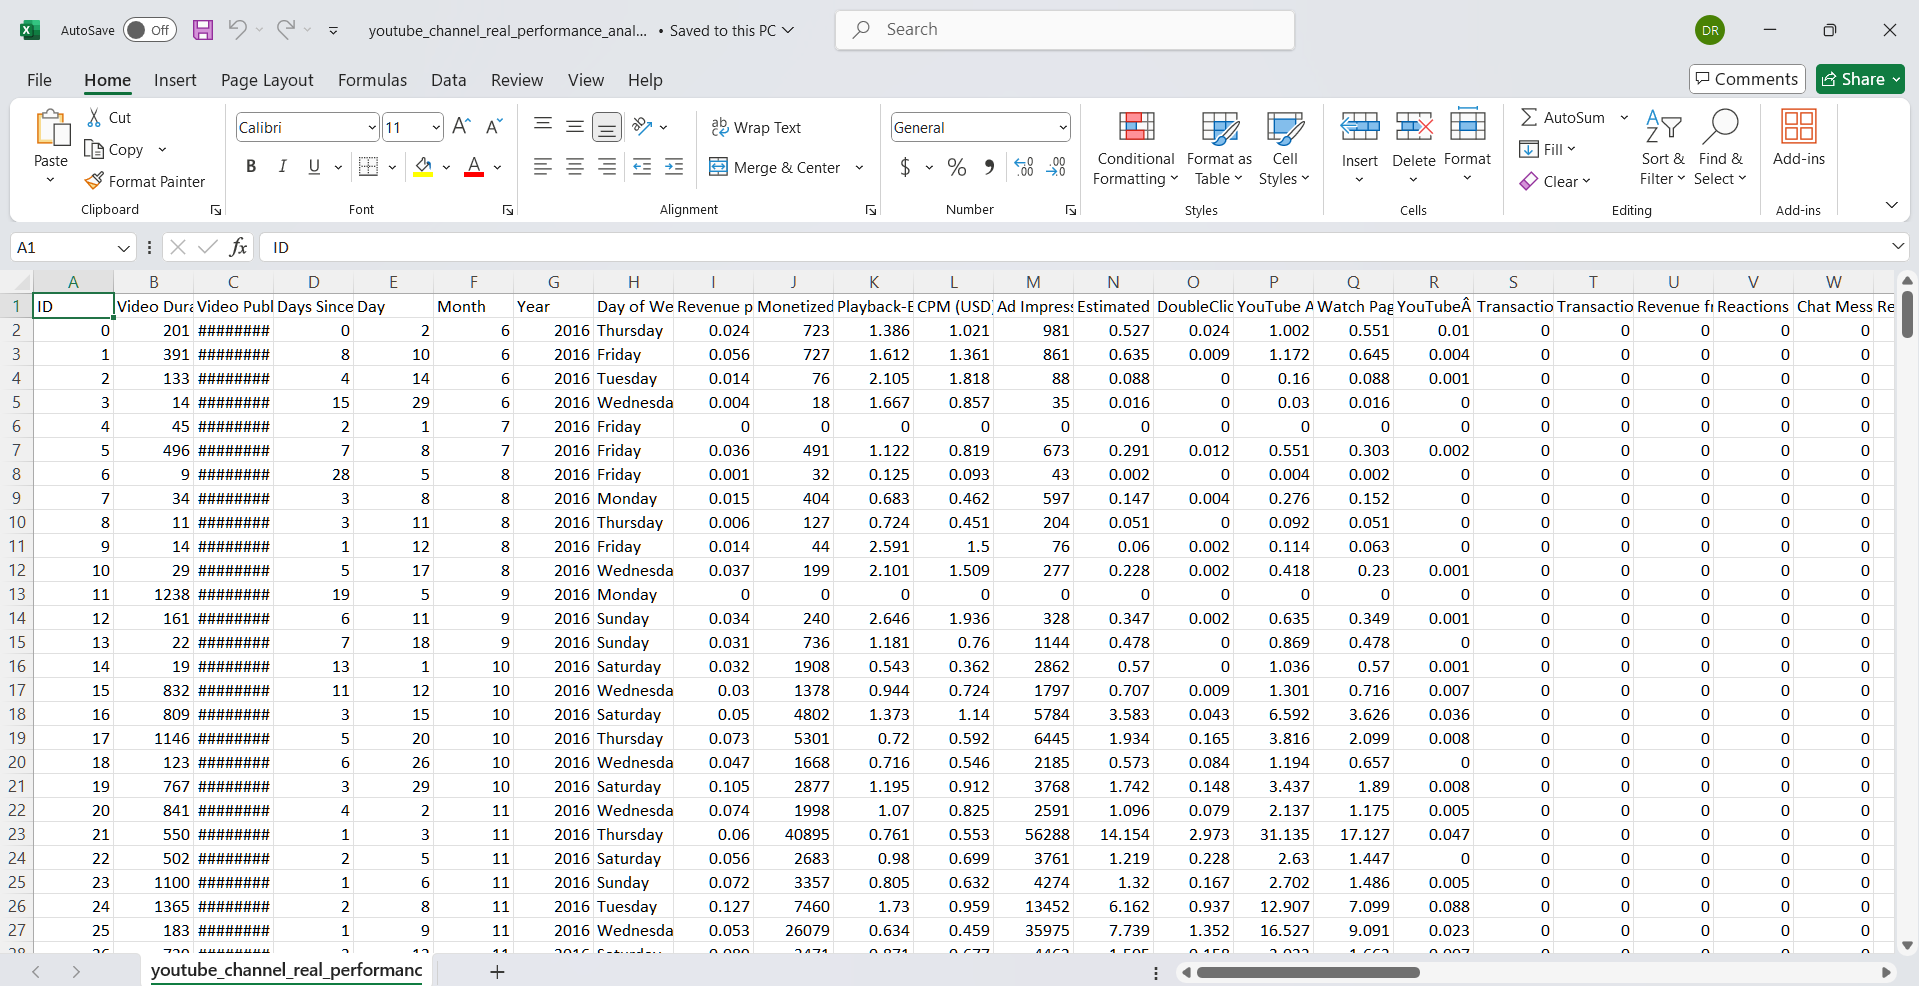 AutoSave Off youtube_channel_real_performance_anal... • Saved to this PC Search DR
File Home Insert Page Layout Formulas Data Review View Help Comments Share
Paste Cut Copy Format Painter Clipboard
Calibri 11 B I U A Font
Wrap Text Merge & Center Alignment
General $ % Number
Conditional Formatting Format as Table Cell Styles Styles
Insert Delete Format Cells
AutoSum Fill Clear Sort & Filter Find & Select Editing
Add-ins Add-ins
A1 fx ID
A B C D E F G H I J K L M N O P Q R S T U V W
1 ID Video Dura Video Publ Days Since Day Month Year Day of We Revenue p Monetized Playback-E CPM (USD) Ad Impress Estimated DoubleClic YouTube A Watch Pag YouTubeÂ Transactio Transactio Revenue fr Reactions Chat Mess Re
2 0 201 ######## 0 2 6 2016 Thursday 0.024 723 1.386 1.021 981 0.527 0.024 1.002 0.551 0.01 0 0 0 0 0
3 1 391 ######## 8 10 6 2016 Friday 0.056 727 1.612 1.361 861 0.635 0.009 1.172 0.645 0.004 0 0 0 0 0
4 2 133 ######## 4 14 6 2016 Tuesday 0.014 76 2.105 1.818 88 0.088 0 0.16 0.088 0.001 0 0 0 0 0
5 3 14 ######## 15 29 6 2016 Wednesda 0.004 18 1.667 0.857 35 0.016 0 0.03 0.016 0 0 0 0 0 0
6 4 45 ######## 2 1 7 2016 Friday 0 0 0 0 0 0 0 0 0 0 0 0 0 0 0
7 5 496 ######## 7 8 7 2016 Friday 0.036 491 1.122 0.819 673 0.291 0.012 0.551 0.303 0.002 0 0 0 0 0
8 6 9 ######## 28 5 8 2016 Friday 0.001 32 0.125 0.093 43 0.002 0 0.004 0.002 0 0 0 0 0 0
9 7 34 ######## 3 8 8 2016 Monday 0.015 404 0.683 0.462 597 0.147 0.004 0.276 0.152 0 0 0 0 0 0
10 8 11 ######## 3 11 8 2016 Thursday 0.006 127 0.724 0.451 204 0.051 0 0.092 0.051 0 0 0 0 0 0
11 9 14 ######## 1 12 8 2016 Friday 0.014 44 2.591 1.5 76 0.06 0.002 0.114 0.063 0 0 0 0 0 0
12 10 29 ######## 5 17 8 2016 Wednesda 0.037 199 2.101 1.509 277 0.228 0.002 0.418 0.23 0.001 0 0 0 0 0
13 11 1238 ######## 19 5 9 2016 Monday 0 0 0 0 0 0 0 0 0 0 0 0 0 0 0
14 12 161 ######## 6 11 9 2016 Sunday 0.034 240 2.646 1.936 328 0.347 0.002 0.635 0.349 0.001 0 0 0 0 0
15 13 22 ######## 7 18 9 2016 Sunday 0.031 736 1.181 0.76 1144 0.478 0 0.869 0.478 0 0 0 0 0 0
16 14 19 ######## 13 1 10 2016 Saturday 0.032 1908 0.543 0.362 2862 0.57 0 1.036 0.57 0.001 0 0 0 0 0
17 15 832 ######## 11 12 10 2016 Wednesda 0.03 1378 0.944 0.724 1797 0.707 0.009 1.301 0.716 0.007 0 0 0 0 0
18 16 809 ######## 3 15 10 2016 Saturday 0.05 4802 1.373 1.14 5784 3.583 0.043 6.592 3.626 0.036 0 0 0 0 0
19 17 1146 ######## 5 20 10 2016 Thursday 0.073 5301 0.72 0.592 6445 1.934 0.165 3.816 2.099 0.008 0 0 0 0 0
20 18 123 ######## 6 26 10 2016 Wednesda 0.047 1668 0.716 0.546 2185 0.573 0.084 1.194 0.657 0 0 0 0 0 0
21 19 767 ######## 3 29 10 2016 Saturday 0.105 2877 1.195 0.912 3768 1.742 0.148 3.437 1.89 0.008 0 0 0 0 0
22 20 841 ######## 4 2 11 2016 Wednesda 0.074 1998 1.07 0.825 2591 1.096 0.079 2.137 1.175 0.005 0 0 0 0 0
23 21 550 ######## 1 3 11 2016 Thursday 0.06 40895 0.761 0.553 56288 14.154 2.973 31.135 17.127 0.047 0 0 0 0 0
24 22 502 ######## 2 5 11 2016 Saturday 0.056 2683 0.98 0.699 3761 1.219 0.228 2.63 1.447 0 0 0 0 0 0
25 23 1100 ######## 1 6 11 2016 Sunday 0.072 3357 0.805 0.632 4274 1.32 0.167 2.702 1.486 0.005 0 0 0 0 0
26 24 1365 ######## 2 8 11 2016 Tuesday 0.127 7460 1.73 0.959 13452 6.162 0.937 12.907 7.099 0.088 0 0 0 0 0
27 25 183 ######## 1 9 11 2016 Wednesda 0.053 26079 0.634 0.459 35975 7.739 1.352 16.527 9.091 0.023 0 0 0 0 0
youtube_channel_real_performanc